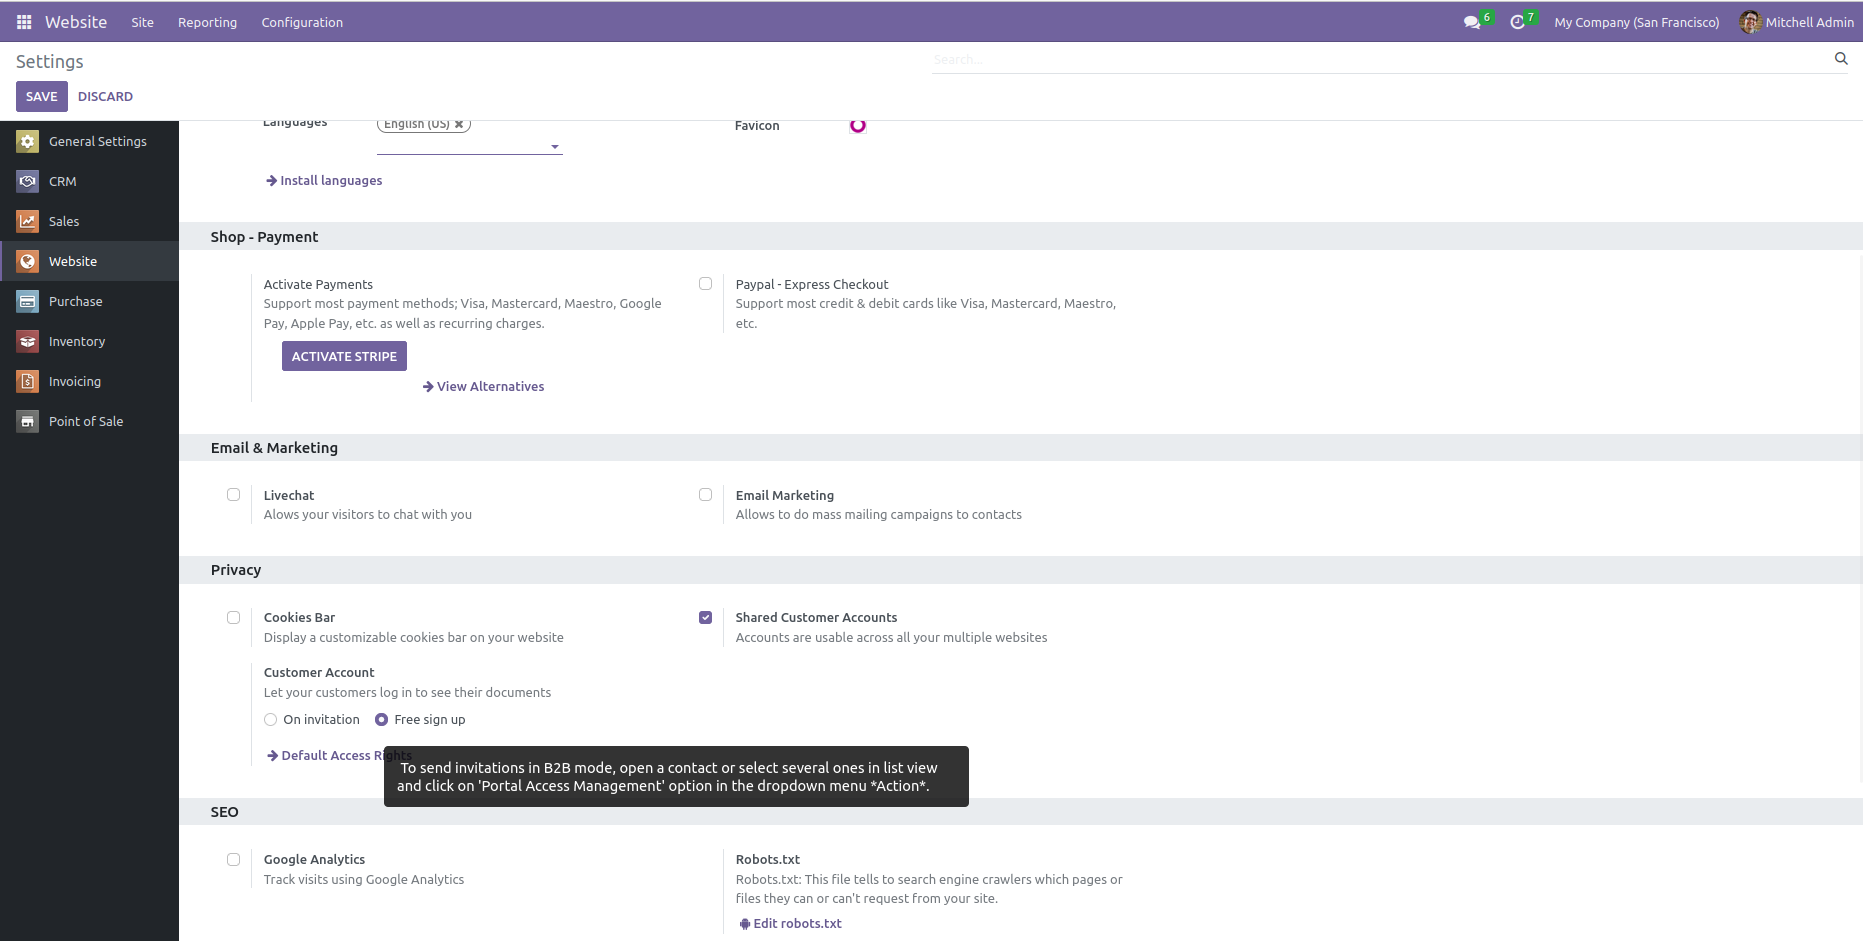 Website Site Reporting Configuration 6 7 My Company (San Francisco) Mitchell Admin
Settings
Search...
SAVE DISCARD
General Settings
CRM
Sales
Website
Purchase
Inventory
Invoicing
Point of Sale
Languages English (US) ✖
Favicon
Install languages
Shop - Payment
Activate Payments
Support most payment methods; Visa, Mastercard, Maestro, Google
Pay, Apple Pay, etc. as well as recurring charges.
ACTIVATE STRIPE
View Alternatives
Paypal - Express Checkout
Support most credit & debit cards like Visa, Mastercard, Maestro,
etc.
Email & Marketing
Livechat
Alows your visitors to chat with you
Email Marketing
Allows to do mass mailing campaigns to contacts
Privacy
Cookies Bar
Display a customizable cookies bar on your website
Shared Customer Accounts
Accounts are usable across all your multiple websites
Customer Account
Let your customers log in to see their documents
On invitation Free sign up
Default Access Rights
To send invitations in B2B mode, open a contact or select several ones in list view
and click on 'Portal Access Management' option in the dropdown menu *Action*.
SEO
Google Analytics
Track visits using Google Analytics
Robots.txt
Robots.txt: This file tells to search engine crawlers which pages or
files they can or can't request from your site.
Edit robots.txt